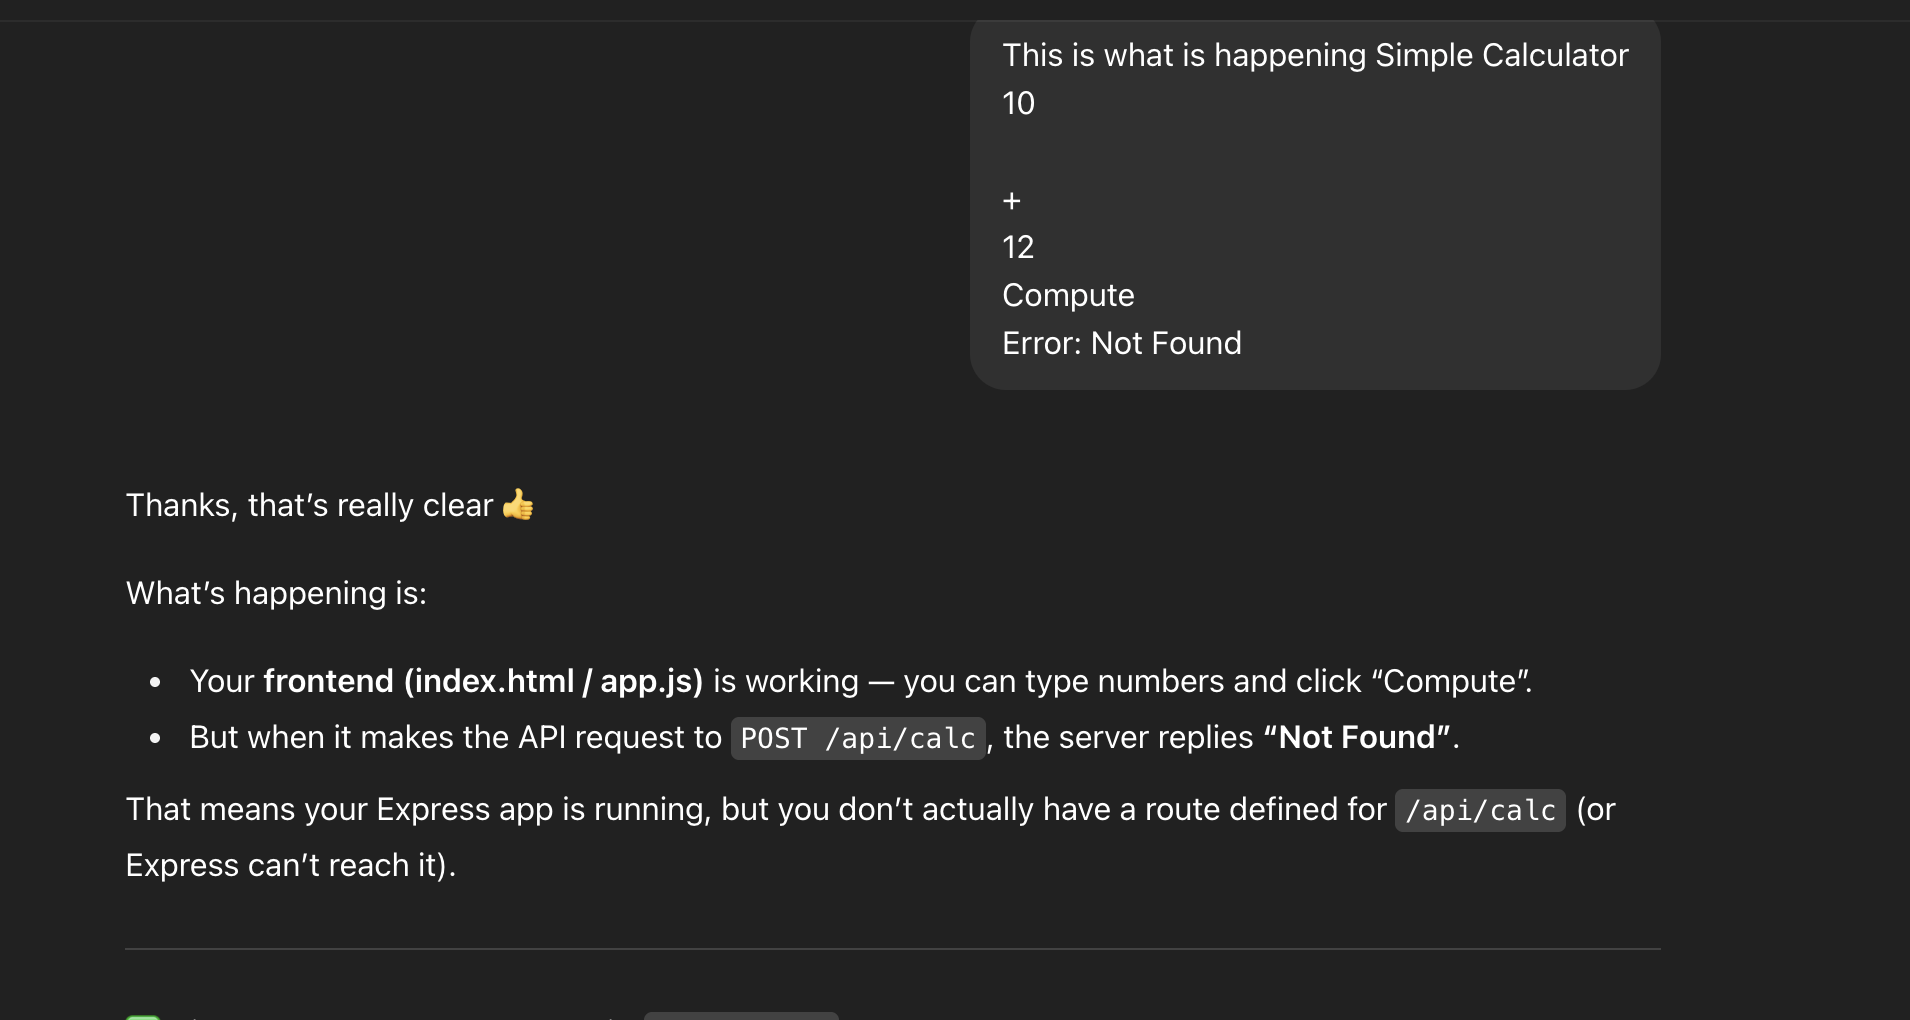 This is what is happening Simple Calculator
10
+
12
Compute
Error: Not Found
Thanks, that’s really clear 👍
What’s happening is:
• Your frontend (index.html / app.js) is working — you can type numbers and click “Compute”.
• But when it makes the API request to POST /api/calc, the server replies “Not Found”.
That means your Express app is running, but you don’t actually have a route defined for /api/calc (or
Express can’t reach it).